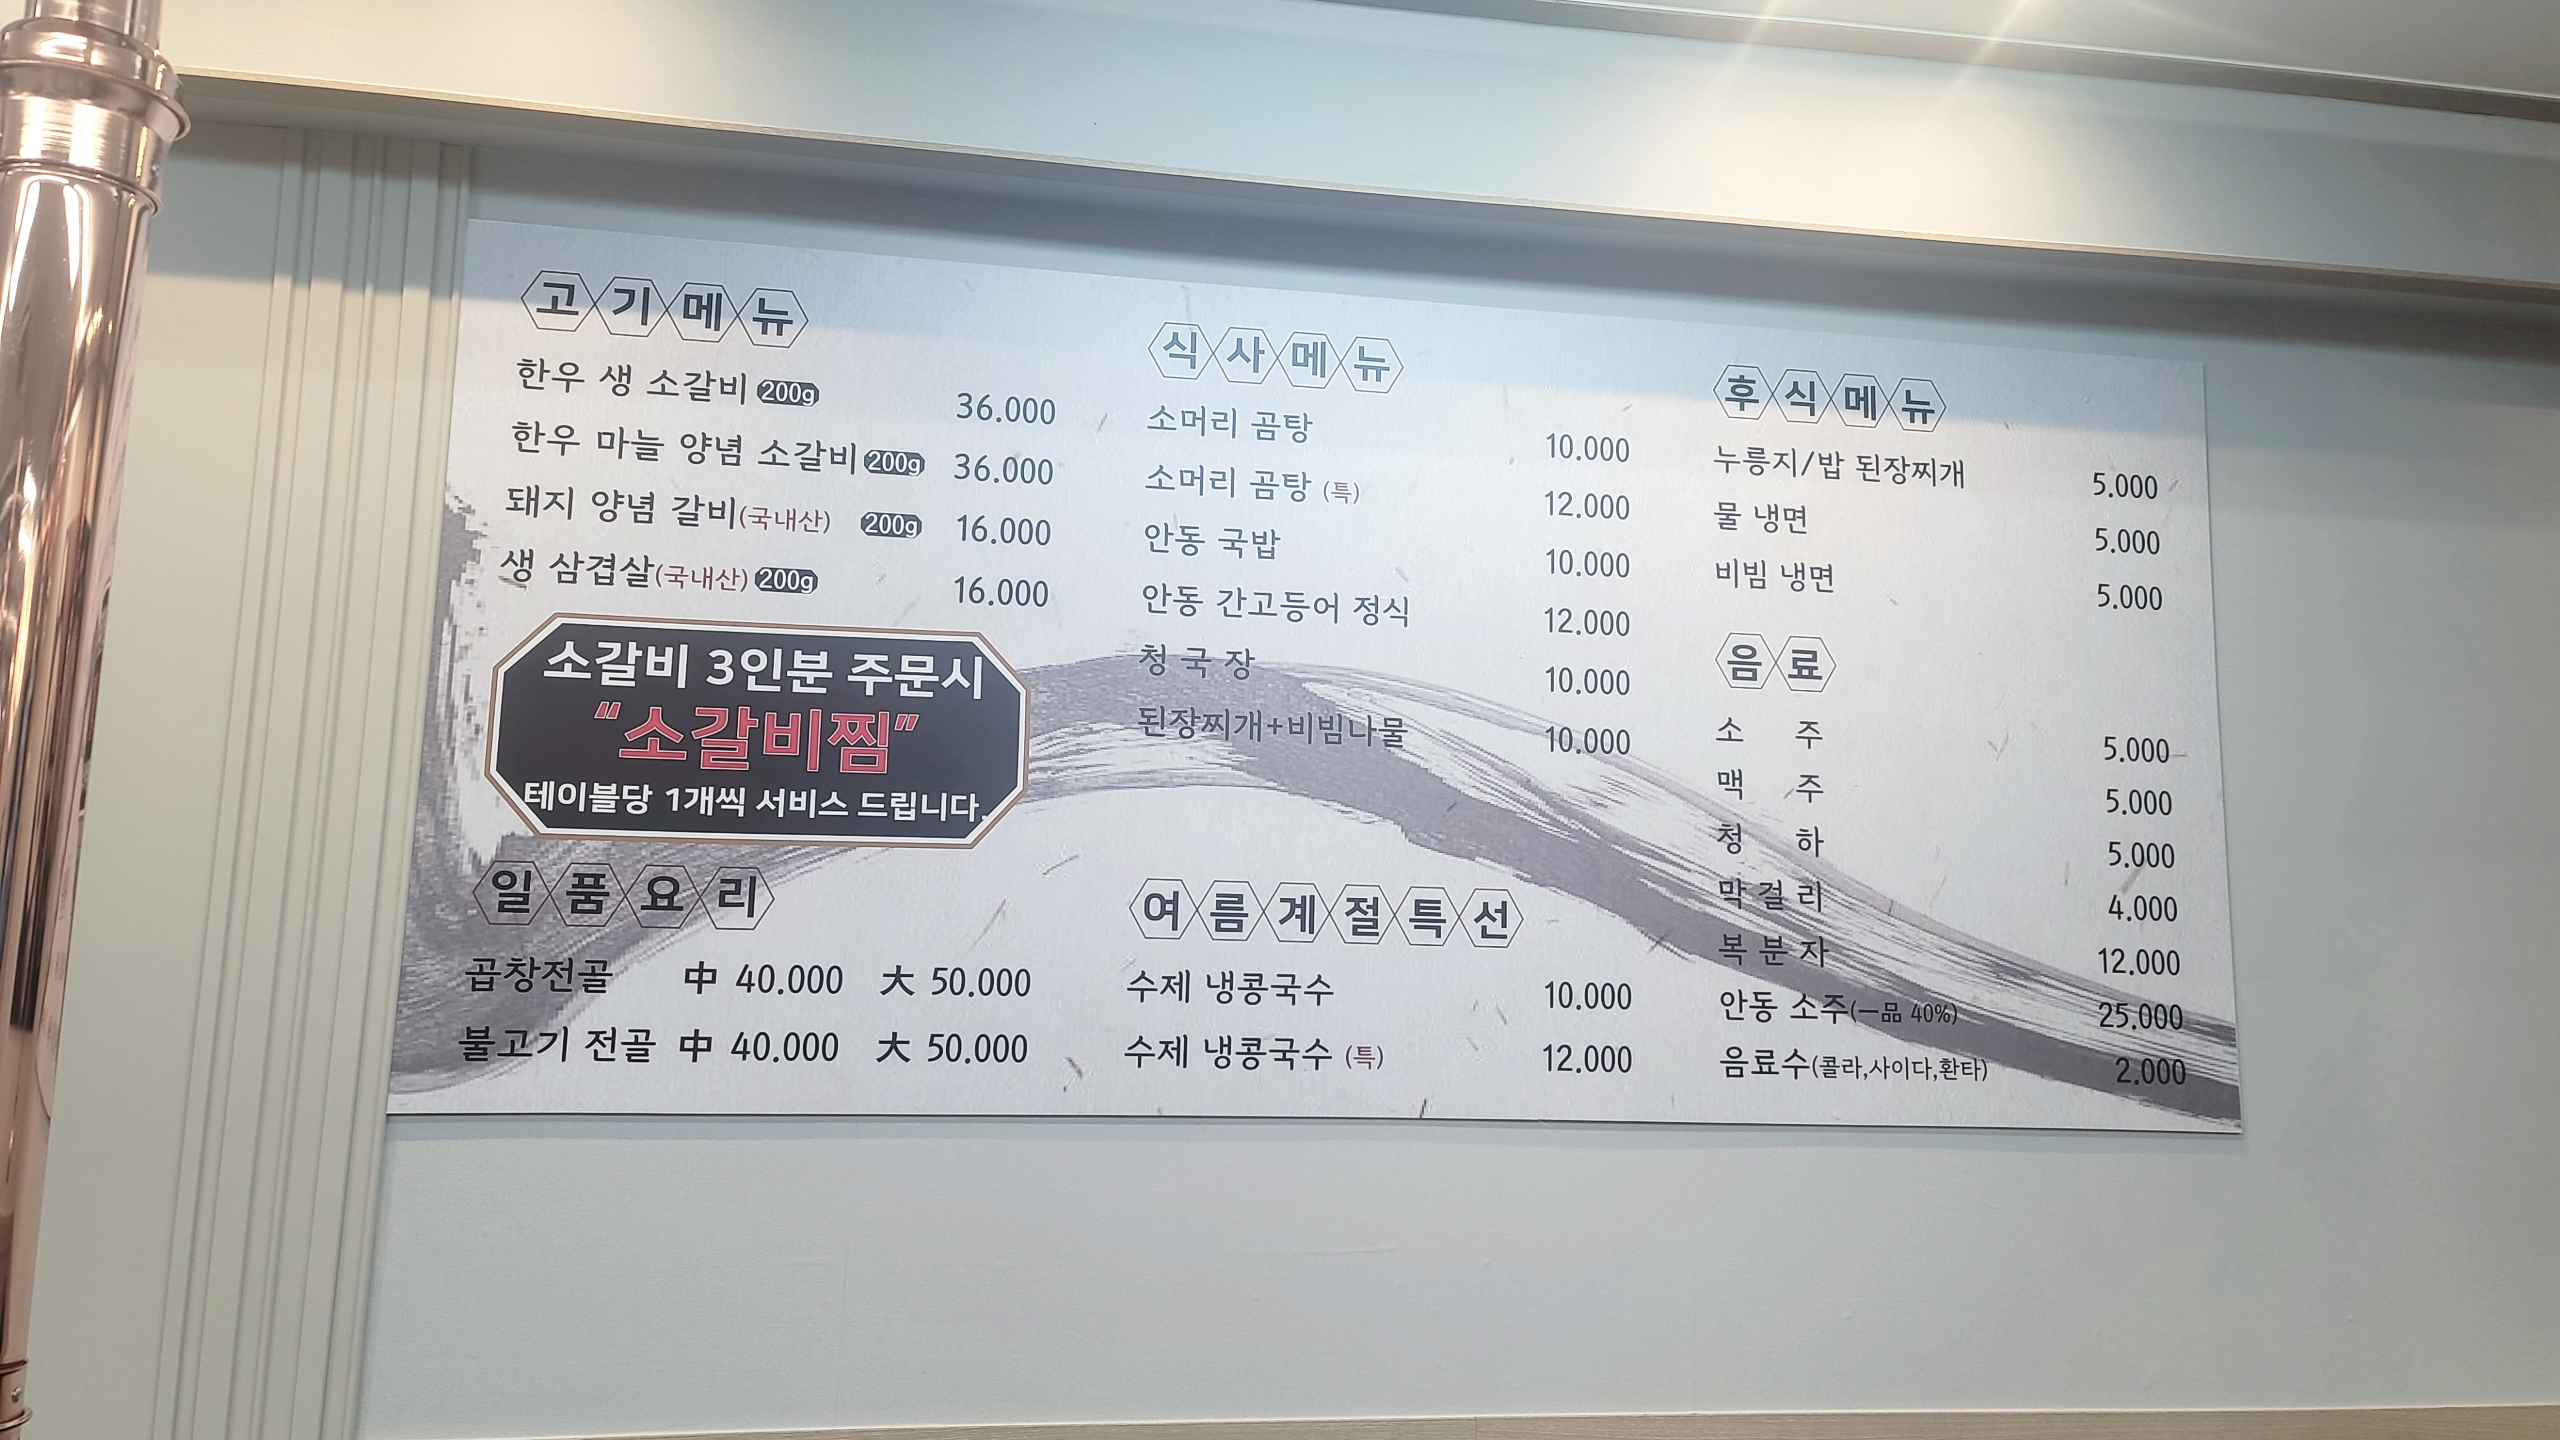 고기메뉴
한우 생 소갈비 200g 36.000
한우 마늘 양념 소갈비 200g 36.000
돼지 양념 갈비(국내산) 200g 16.000
생 삼겹살(국내산) 200g 16.000
소갈비 3인분 주문시
“소갈비찜”
테이블당 1개씩 서비스 드립니다.
일품요리
곱창전골 中 40.000 大 50.000
불고기 전골 中 40.000 大 50.000
식사메뉴
소머리 곰탕 10.000
소머리 곰탕 (특) 12.000
안동 국밥 10.000
안동 간고등어 정식 12.000
청 국 장 10.000
된장찌개+비빔나물 10.000
여름계절특선
수제 냉콩국수 10.000
수제 냉콩국수 (특) 12.000
후식메뉴
누릉지/밥 된장찌개 5.000
물 냉면 5.000
비빔 냉면 5.000
음료
소 주 5.000
맥 주 5.000
청 하 5.000
막 걸 리 4.000
복 분 자 12.000
안동 소주(一品 40%) 25.000
음료수(콜라,사이다,환타) 2.000